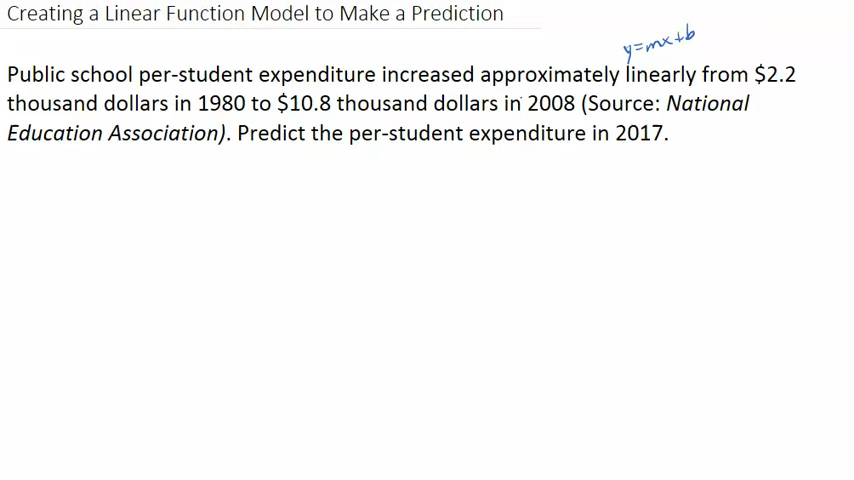 Creating a Linear Function Model to Make a Prediction
y=mx+b
Public school per-student expenditure increased approximately linearly from $2.2
thousand dollars in 1980 to $10.8 thousand dollars in 2008 (Source: National
Education Association). Predict the per-student expenditure in 2017.